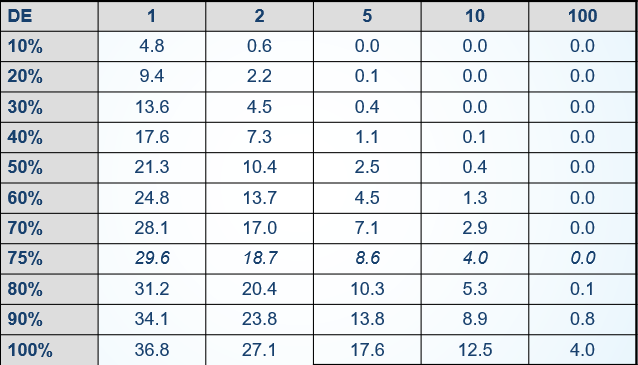 DE 1 2 5 10 100
10% 4.8 0.6 0.0 0.0 0.0
20% 9.4 2.2 0.1 0.0 0.0
30% 13.6 4.5 0.4 0.0 0.0
40% 17.6 7.3 1.1 0.1 0.0
50% 21.3 10.4 2.5 0.4 0.0
60% 24.8 13.7 4.5 1.3 0.0
70% 28.1 17.0 7.1 2.9 0.0
75% 29.6 18.7 8.6 4.0 0.0
80% 31.2 20.4 10.3 5.3 0.1
90% 34.1 23.8 13.8 8.9 0.8
100% 36.8 27.1 17.6 12.5 4.0